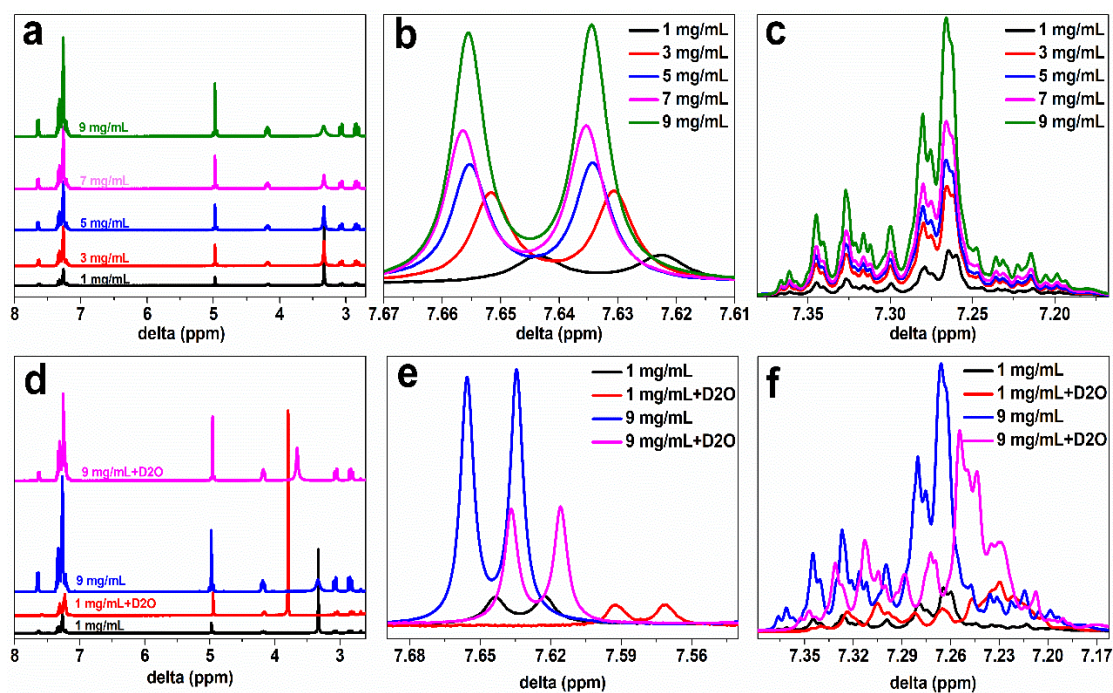 a
9 mg/mL
7 mg/mL
5 mg/mL
3 mg/mL
1 mg/mL
8 7 6 5 4 3
delta (ppm)
b
1 mg/mL
3 mg/mL
5 mg/mL
7 mg/mL
9 mg/mL
7.67 7.66 7.65 7.64 7.63 7.62 7.61
delta (ppm)
c
1 mg/mL
3 mg/mL
5 mg/mL
7 mg/mL
9 mg/mL
7.35 7.30 7.25 7.20
delta (ppm)
d
9 mg/mL+D2O
9 mg/mL
1 mg/mL+D2O
1 mg/mL
8 7 6 5 4 3
delta (ppm)
e
1 mg/mL
1 mg/mL+D2O
9 mg/mL
9 mg/mL+D2O
7.68 7.65 7.62 7.59 7.56
delta (ppm)
f
1 mg/mL
1 mg/mL+D2O
9 mg/mL
9 mg/mL+D2O
7.35 7.32 7.29 7.26 7.23 7.20 7.17
delta (ppm)